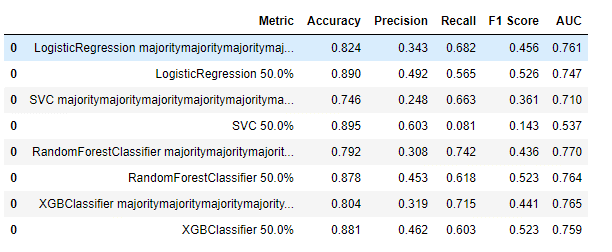 Metric Accuracy Precision Recall F1 Score AUC
0 LogisticRegression majoritymajoritymajoritymaj... 0.824 0.343 0.682 0.456 0.761
0 LogisticRegression 50.0% 0.890 0.492 0.565 0.526 0.747
0 SVC majoritymajoritymajoritymajorityma... 0.746 0.248 0.663 0.361 0.710
0 SVC 50.0% 0.895 0.603 0.081 0.143 0.537
0 RandomForestClassifier majoritymajoritymajorit... 0.792 0.308 0.742 0.436 0.770
0 RandomForestClassifier 50.0% 0.878 0.453 0.618 0.523 0.764
0 XGBClassifier majoritymajoritymajoritymajority... 0.804 0.319 0.715 0.441 0.765
0 XGBClassifier 50.0% 0.881 0.462 0.603 0.523 0.759